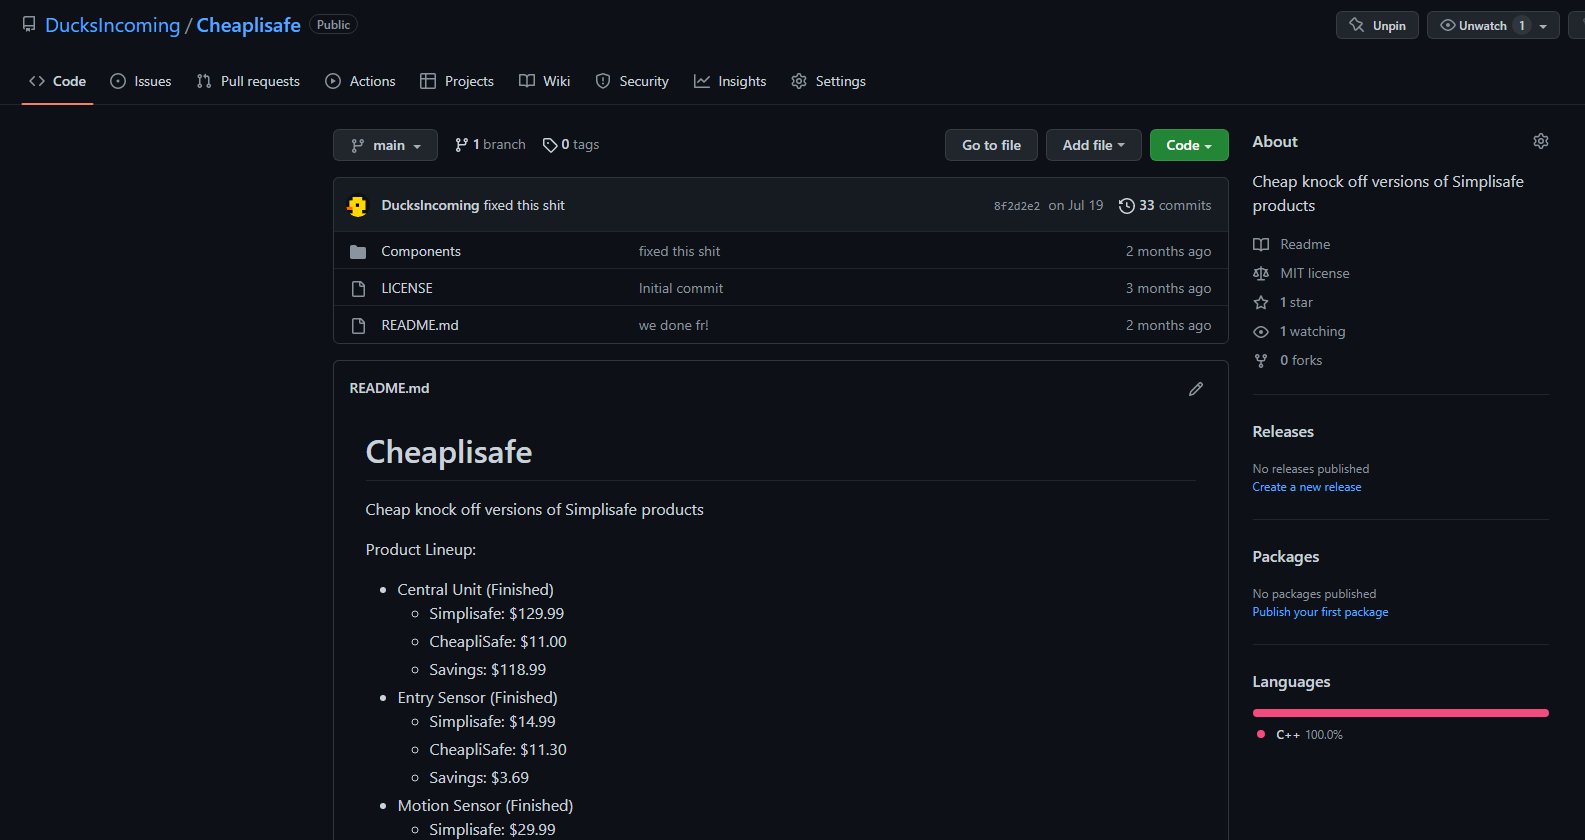 DucksIncoming / Cheaplisafe Public
Unpin
Unwatch 1
Code
Issues
Pull requests
Actions
Projects
Wiki
Security
Insights
Settings
main
1 branch
0 tags
Go to file
Add file
Code
DucksIncoming fixed this shit
8f2d2e2 on Jul 19
33 commits
Components fixed this shit 2 months ago
LICENSE Initial commit 3 months ago
README.md we done fr! 2 months ago
README.md
Cheaplisafe
Cheap knock off versions of Simplisafe products
Product Lineup:
Central Unit (Finished)
Simplisafe: $129.99
CheapliSafe: $11.00
Savings: $118.99
Entry Sensor (Finished)
Simplisafe: $14.99
CheapliSafe: $11.30
Savings: $3.69
Motion Sensor (Finished)
Simplisafe: $29.99
About
Cheap knock off versions of Simplisafe
products
Readme
MIT license
1 star
1 watching
0 forks
Releases
No releases published
Create a new release
Packages
No packages published
Publish your first package
Languages
C++ 100.0%